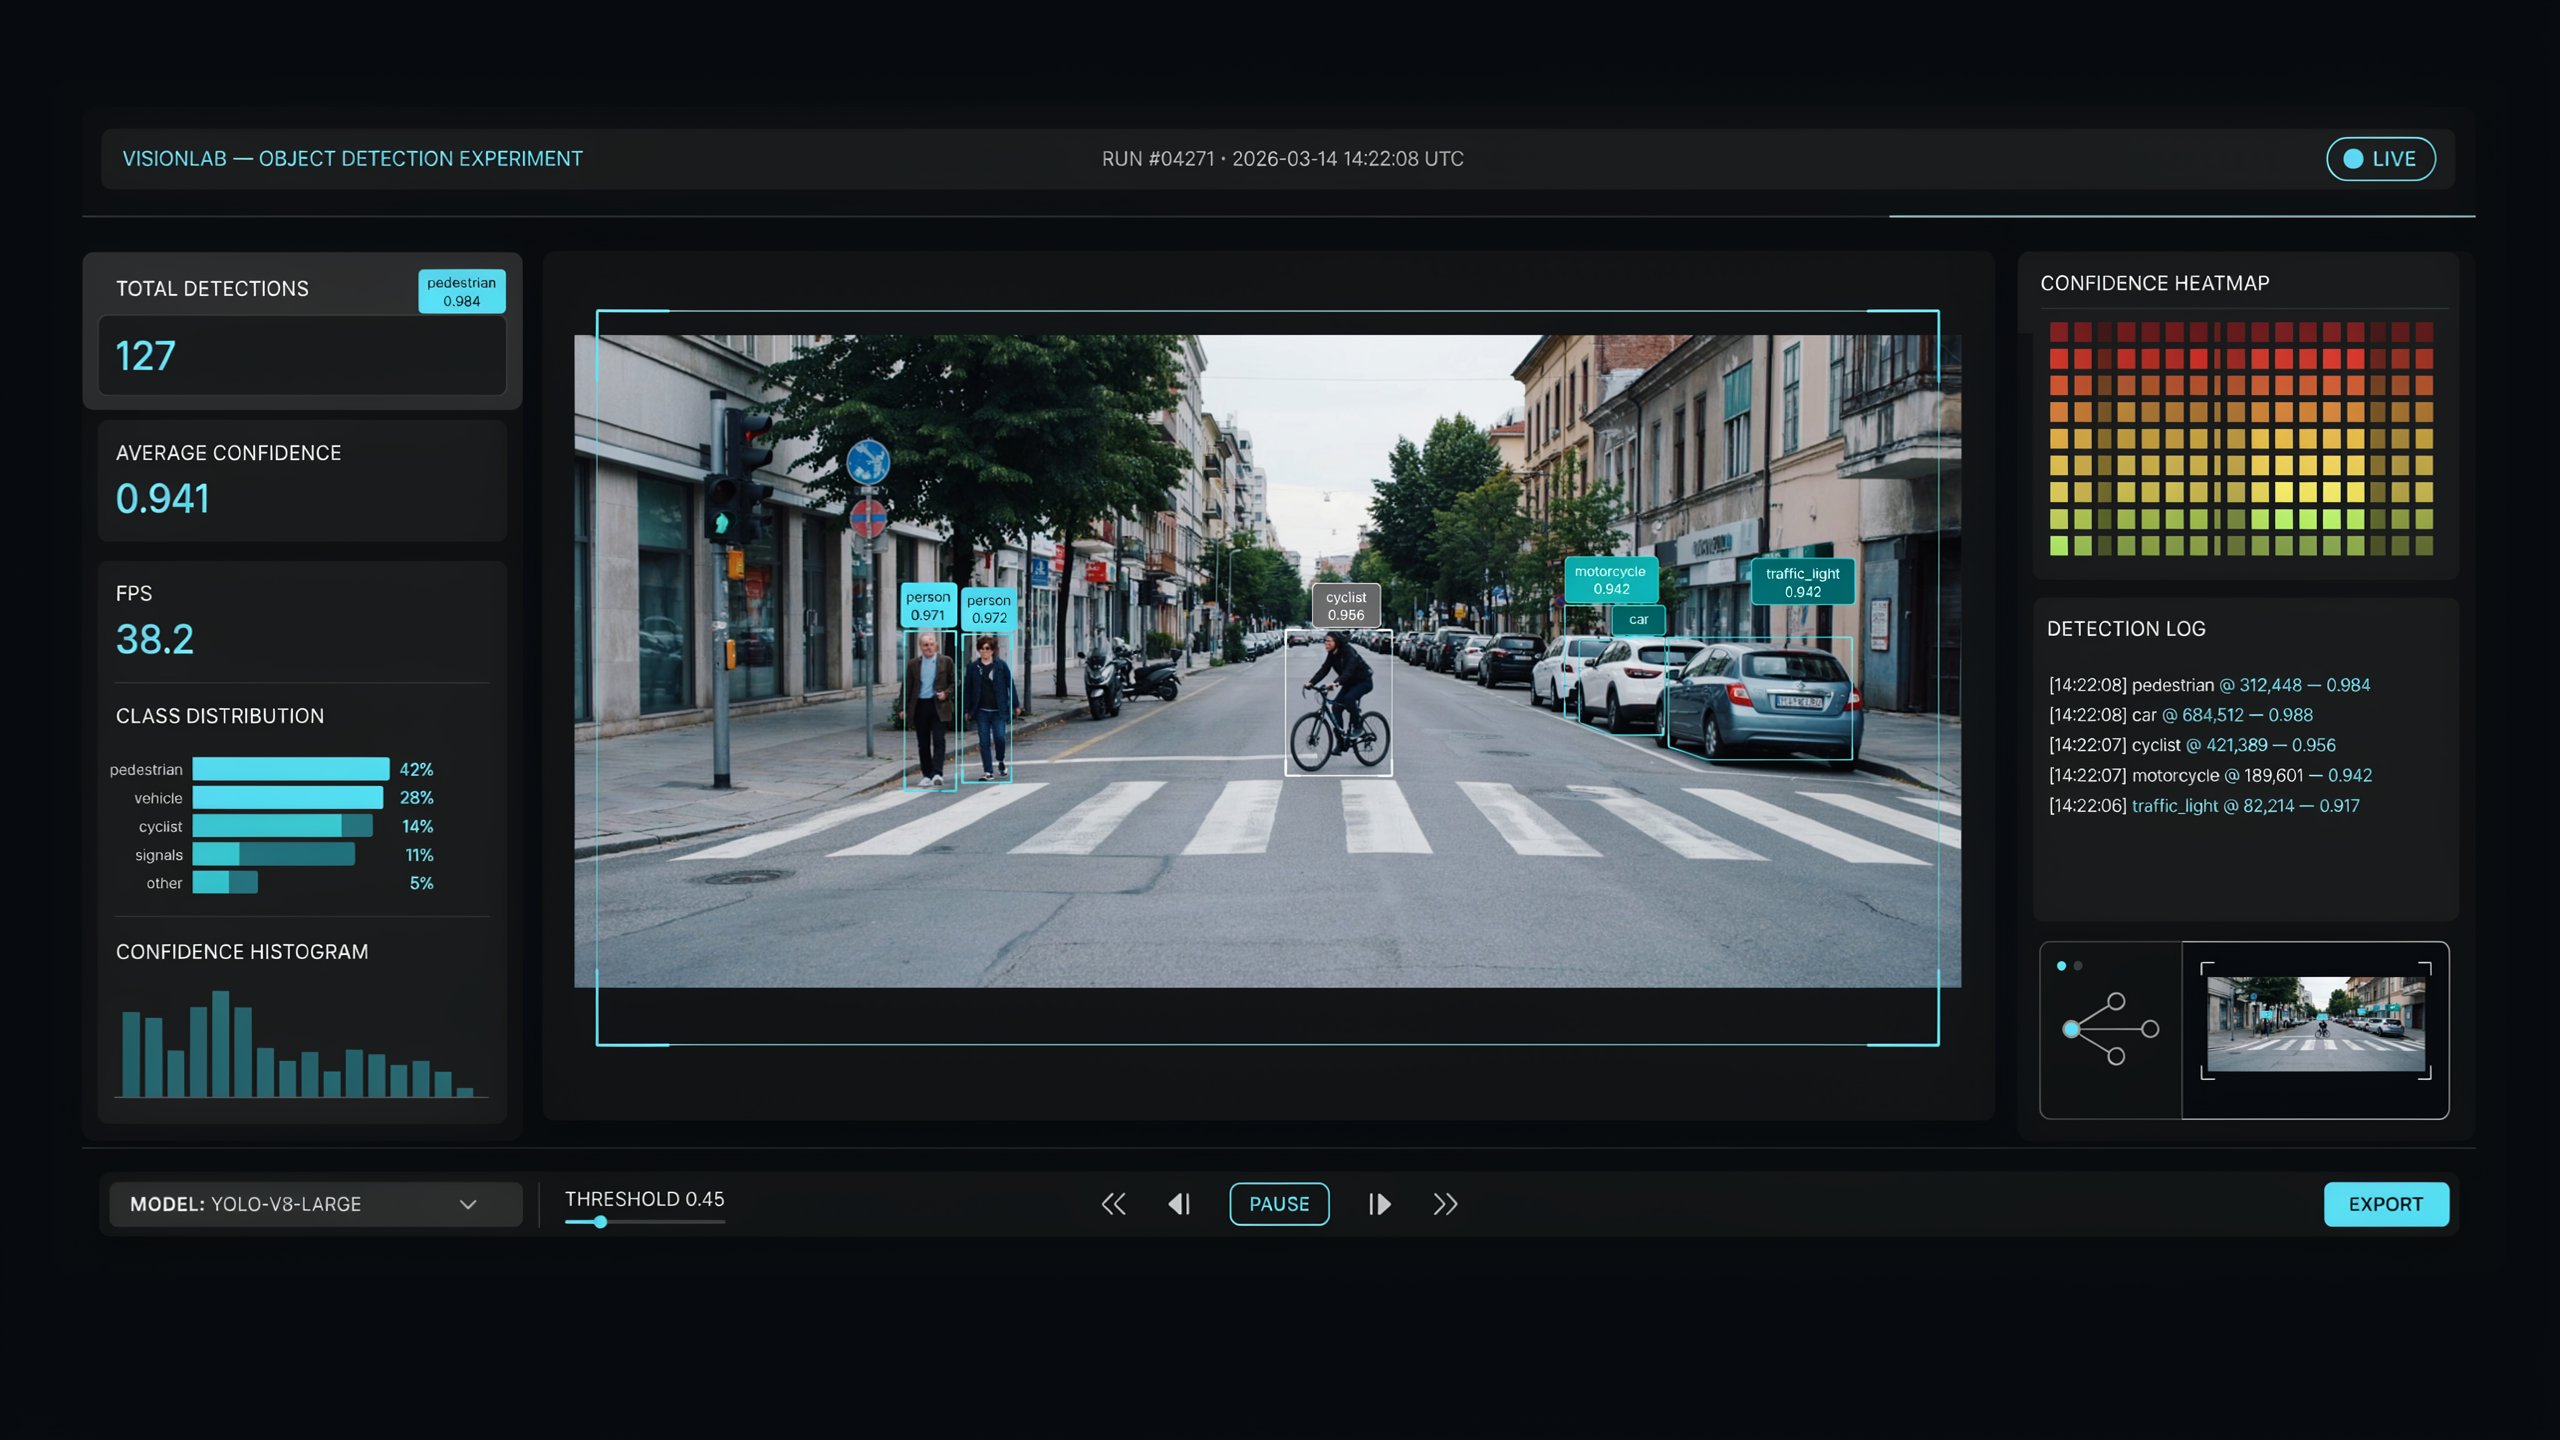 VISIONLAB — OBJECT DETECTION EXPERIMENT
RUN #04271 • 2026-03-14 14:22:08 UTC
LIVE
TOTAL DETECTIONS
pedestrian
0.984
127
AVERAGE CONFIDENCE
0.941
FPS
38.2
CLASS DISTRIBUTION
pedestrian 42%
vehicle 28%
cyclist 14%
signals 11%
other 5%
CONFIDENCE HISTOGRAM
person
0.971
person
0.972
cyclist
0.956
motorcycle
0.942
car
traffic_light
0.942
CONFIDENCE HEATMAP
DETECTION LOG
[14:22:08] pedestrian @ 312,448 — 0.984
[14:22:08] car @ 684,512 — 0.988
[14:22:07] cyclist @ 421,389 — 0.956
[14:22:07] motorcycle @ 189,601 — 0.942
[14:22:06] traffic_light @ 82,214 — 0.917
MODEL: YOLO-V8-LARGE
THRESHOLD 0.45
PAUSE
EXPORT